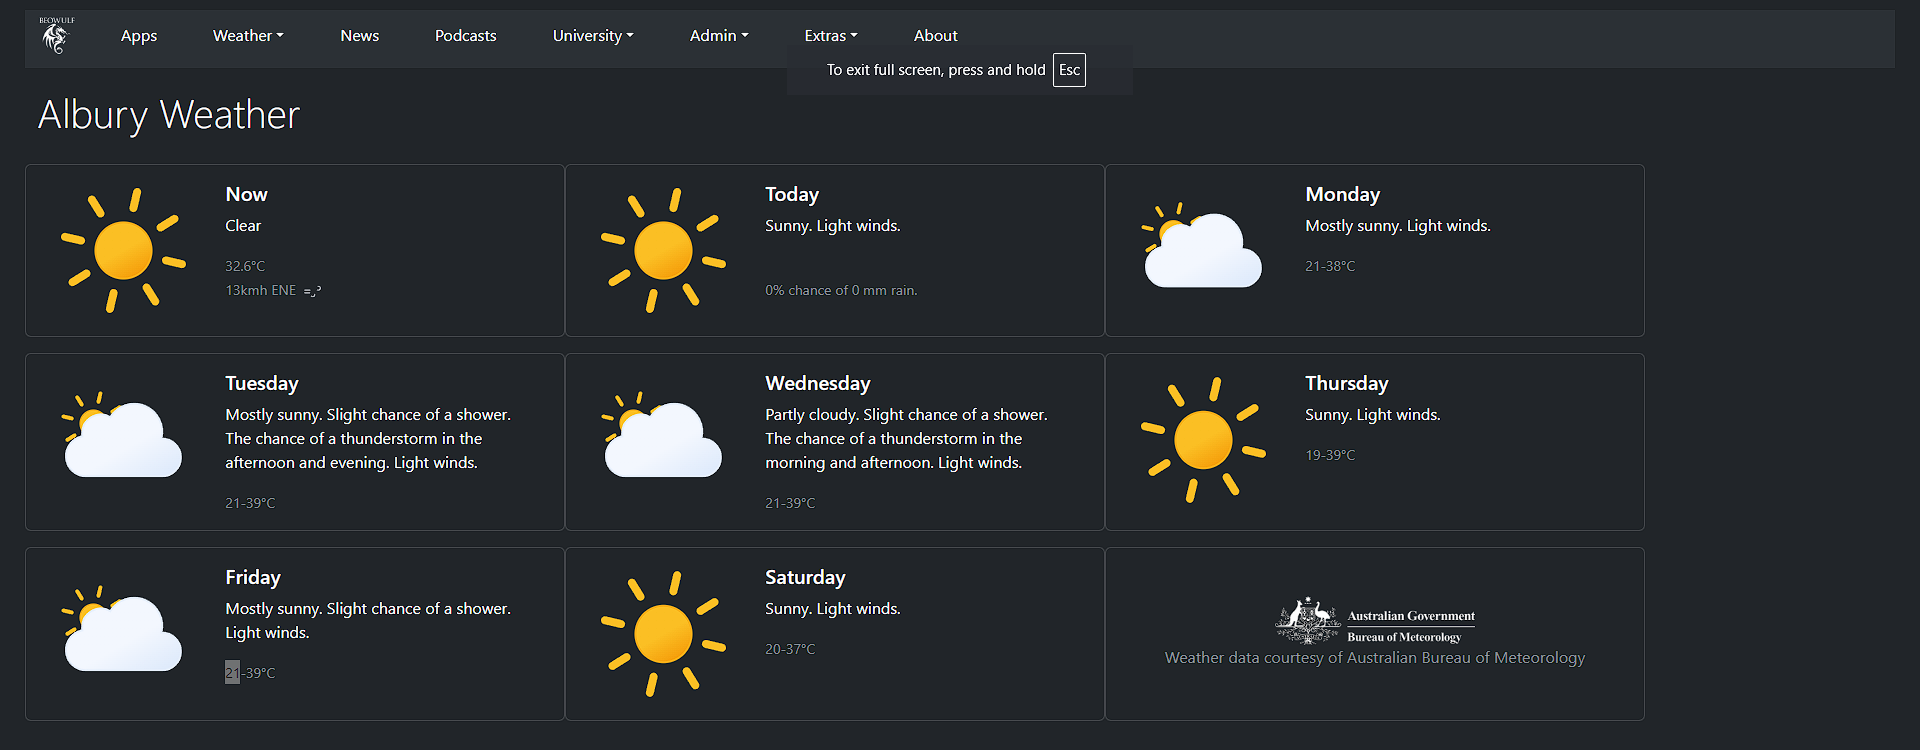 BEOWULF
Apps Weather News Podcasts University Admin Extras About
To exit full screen, press and hold Esc
Albury Weather
Now
Clear
32.6°C
13kmh ENE
Today
Sunny. Light winds.
0% chance of 0 mm rain.
Monday
Mostly sunny. Light winds.
21-38°C
Tuesday
Mostly sunny. Slight chance of a shower.
The chance of a thunderstorm in the
afternoon and evening. Light winds.
21-39°C
Wednesday
Partly cloudy. Slight chance of a shower.
The chance of a thunderstorm in the
morning and afternoon. Light winds.
21-39°C
Thursday
Sunny. Light winds.
19-39°C
Friday
Mostly sunny. Slight chance of a shower.
Light winds.
21-39°C
Saturday
Sunny. Light winds.
20-37°C
Australian Government
Bureau of Meteorology
Weather data courtesy of Australian Bureau of Meteorology